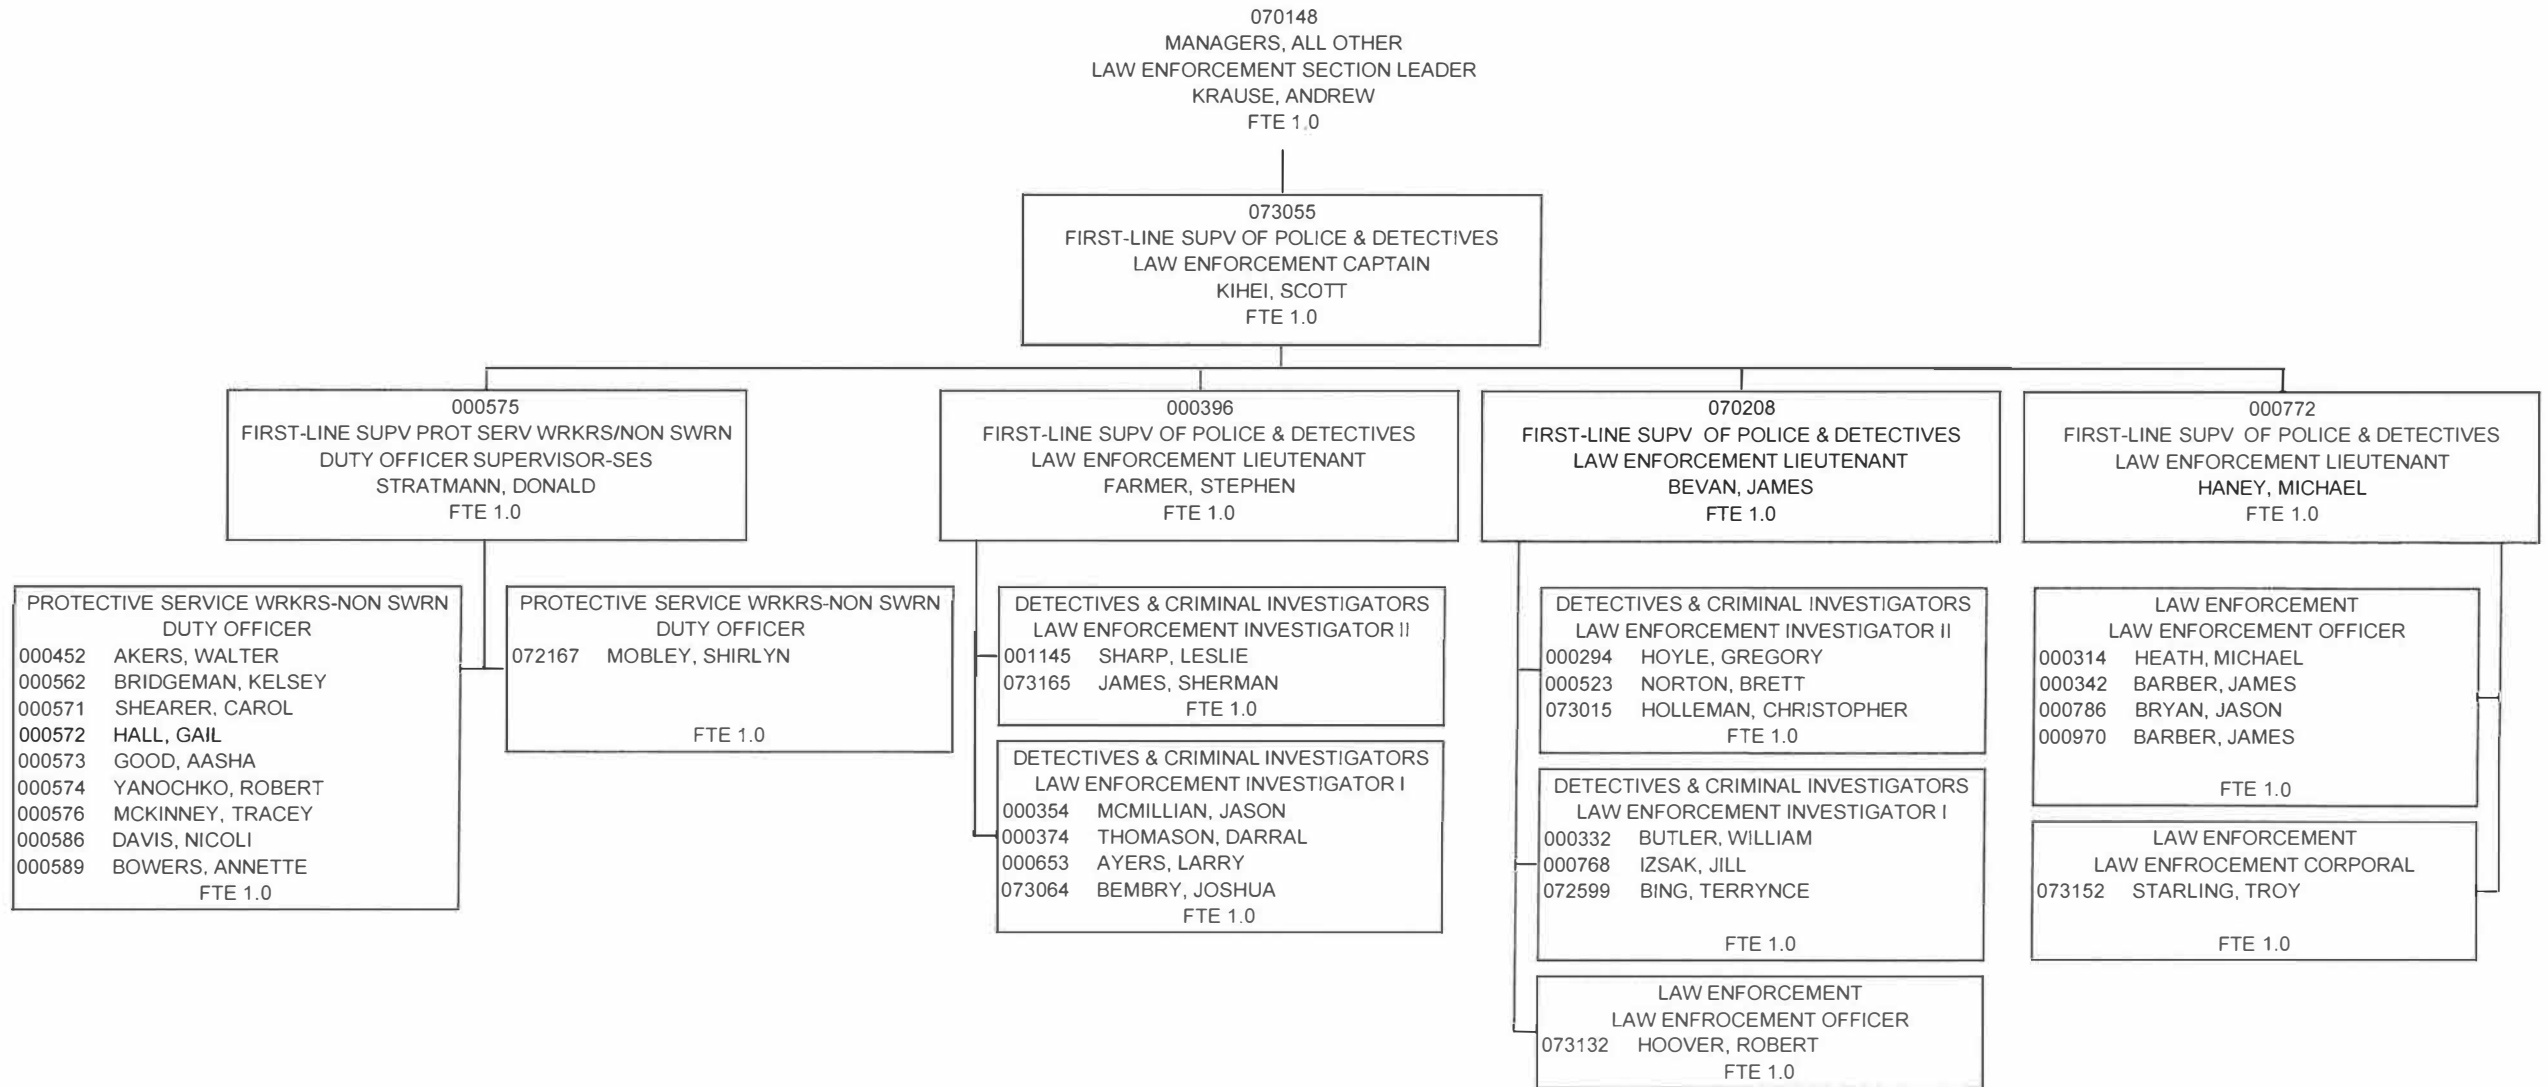 070148
MANAGERS, ALL OTHER
LAW ENFORCEMENT SECTION LEADER
KRAUSE, ANDREW
FTE 1.0
073055
FIRST-LINE SUPV OF POLICE & DETECTIVES
LAW ENFORCEMENT CAPTAIN
KIHEI, SCOTT
FTE 1.0
000575
FIRST-LINE SUPV PROT SERV WRKRS/NON SWRN
DUTY OFFICER SUPERVISOR-SES
STRATMANN, DONALD
FTE 1.0
000396
FIRST-LINE SUPV OF POLICE & DETECTIVES
LAW ENFORCEMENT LIEUTENANT
FARMER, STEPHEN
FTE 1.0
070208
FIRST-LINE SUPV OF POLICE & DETECTIVES
LAW ENFORCEMENT LIEUTENANT
BEVAN, JAMES
FTE 1.0
000772
FIRST-LINE SUPV OF POLICE & DETECTIVES
LAW ENFORCEMENT LIEUTENANT
HANEY, MICHAEL
FTE 1.0
PROTECTIVE SERVICE WRKRS-NON SWRN
DUTY OFFICER
000452 AKERS, WALTER
000562 BRIDGEMAN, KELSEY
000571 SHEARER, CAROL
000572 HALL, GAIL
000573 GOOD, AASHA
000574 YANOCHKO, ROBERT
000576 MCKINNEY, TRACEY
000586 DAVIS, NICOLI
000589 BOWERS, ANNETTE
FTE 1.0
PROTECTIVE SERVICE WRKRS-NON SWRN
DUTY OFFICER
072167 MOBLEY, SHIRLYN
FTE 1.0
DETECTIVES & CRIMINAL INVESTIGATORS
LAW ENFORCEMENT INVESTIGATOR II
001145 SHARP, LESLIE
073165 JAMES, SHERMAN
FTE 1.0
DETECTIVES & CRIMINAL INVESTIGATORS
LAW ENFORCEMENT INVESTIGATOR I
000354 MCMILLIAN, JASON
000374 THOMASON, DARRAL
000653 AYERS, LARRY
073064 BEMBRY, JOSHUA
FTE 1.0
DETECTIVES & CRIMINAL INVESTIGATORS
LAW ENFORCEMENT INVESTIGATOR II
000294 HOYLE, GREGORY
000523 NORTON, BRETT
073015 HOLLEMAN, CHRISTOPHER
FTE 1.0
DETECTIVES & CRIMINAL INVESTIGATORS
LAW ENFORCEMENT INVESTIGATOR I
000332 BUTLER, WILLIAM
000768 IZSAK, JILL
072599 BING, TERRYNCE
FTE 1.0
LAW ENFORCEMENT
LAW ENFROCEMENT OFFICER
073132 HOOVER, ROBERT
FTE 1.0
LAW ENFORCEMENT
LAW ENFORCEMENT OFFICER
000314 HEATH, MICHAEL
000342 BARBER, JAMES
000786 BRYAN, JASON
000970 BARBER, JAMES
FTE 1.0
LAW ENFORCEMENT
LAW ENFROCEMENT CORPORAL
073152 STARLING, TROY
FTE 1.0